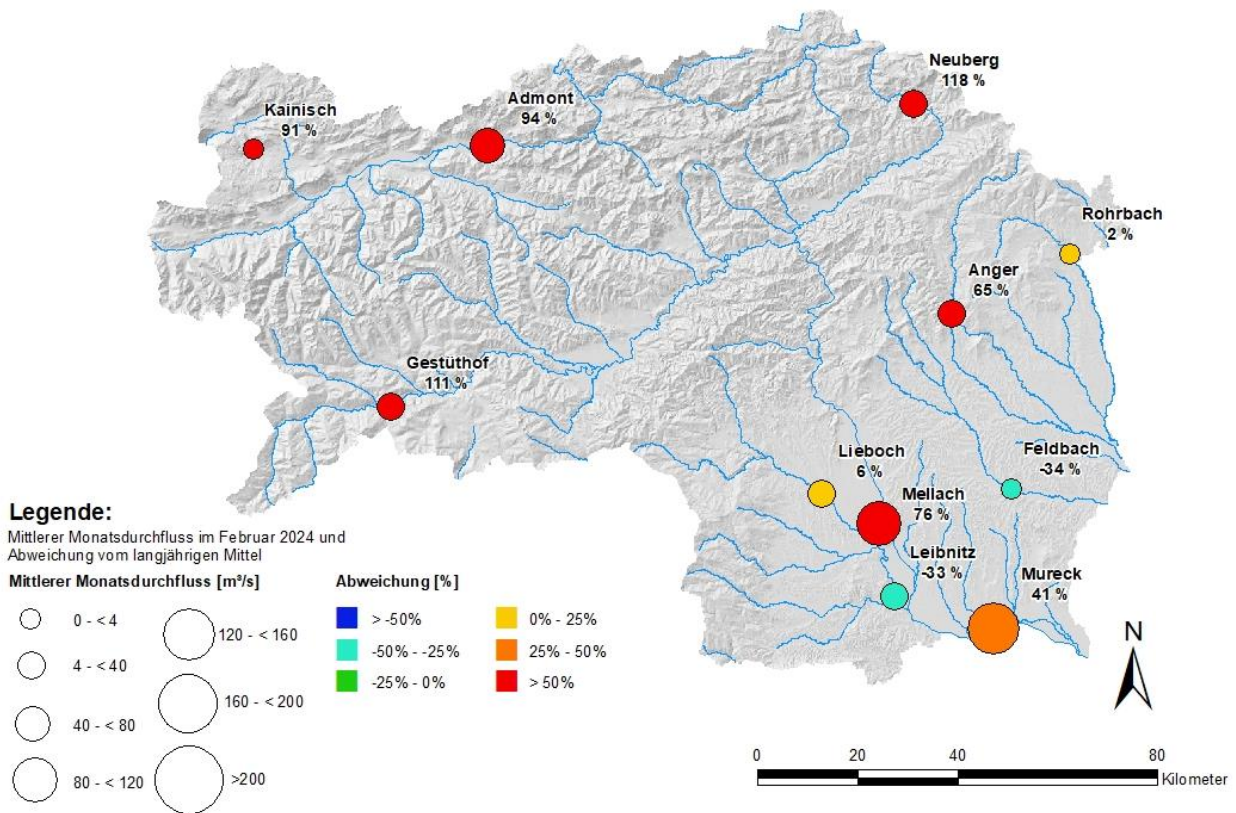 Neuberg
118 %
Kainisch
91 %
Admont
94 %
Rohrbach
2 %
Anger
65 %
Gestüthof
111 %
Lieboch
6 %
Feldbach
-34 %
Mellach
76 %
Leibnitz
-33 %
Mureck
41 %
Legende:
Mittlerer Monatsdurchfluss im Februar 2024 und
Abweichung vom langjährigen Mittel
Mittlerer Monatsdurchfluss [m³/s]
0 - < 4
4 - < 40
40 - < 80
80 - < 120
120 - < 160
160 - < 200
>200
Abweichung [%]
> -50%
-50% - -25%
-25% - 0%
0% - 25%
25% - 50%
> 50%
N
0 20 40 80
Kilometer